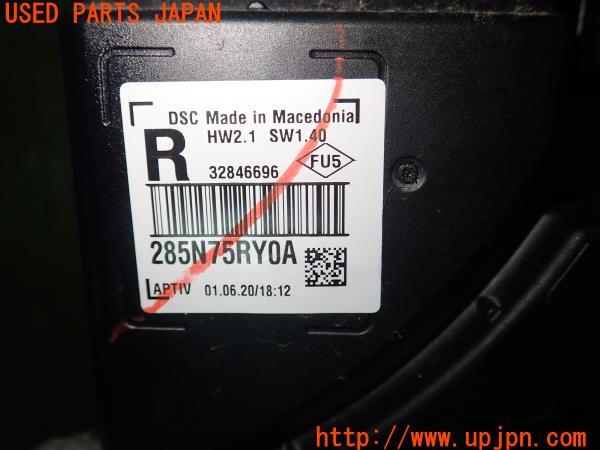 USED PARTS JAPAN
DSC Made in Macedonia
HW2.1 SW1.40
R
32846696
FU5
285N75RY0A
APTIV 01.06.20/18:12
http://www.upjpn.com/